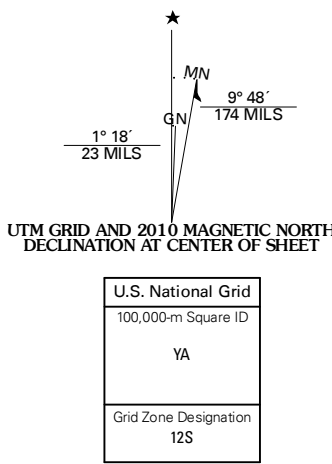 ★
MN
GN
9° 48´
174 MILS
1° 18´
23 MILS
UTM GRID AND 2010 MAGNETIC NORTH
DECLINATION AT CENTER OF SHEET
U.S. National Grid
100,000-m Square ID
YA
Grid Zone Designation
12S